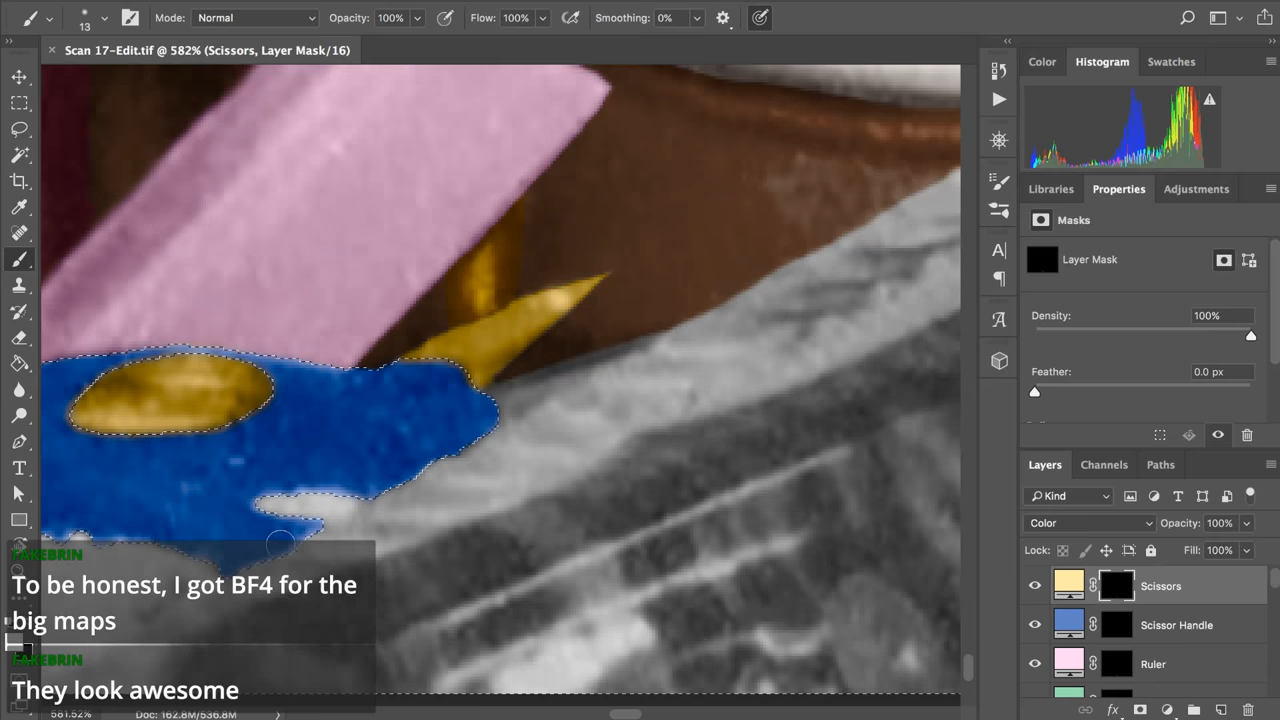 13
Mode:
Normal
Opacity:
100%
Flow:
100%
Smoothing:
0%
Scan 17-Edit.tif @ 582% (Scissors, Layer Mask/16)
Color
Histogram
Swatches
Libraries
Properties
Adjustments
Masks
Layer Mask
Density:
100%
Feather:
0.0 px
Layers
Channels
Paths
Kind
Color
Opacity:
100%
Lock:
Fill:
100%
Scissors
Scissor Handle
Ruler
FAKEBRIN
To be honest, I got BF4 for the
big maps
FAKEBRIN
They look awesome
581.52%
Doc: 162.8M/536.8M